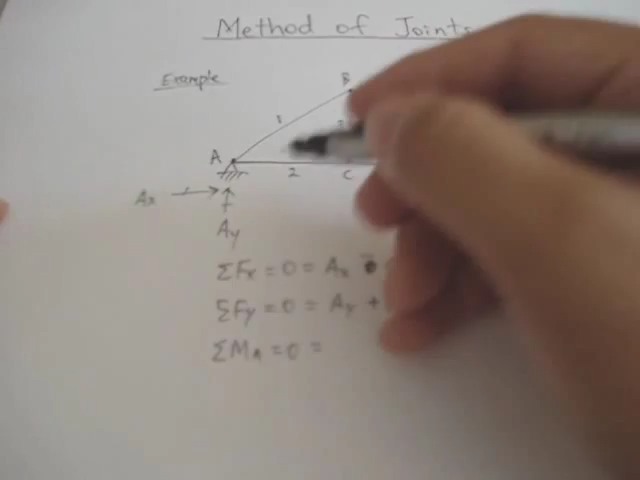 Method of Joints
Example
B
1
A
2
C
Ax
Ay
ΣFx = 0 = Ax
ΣFy = 0 = Ay +
ΣMA = 0 =